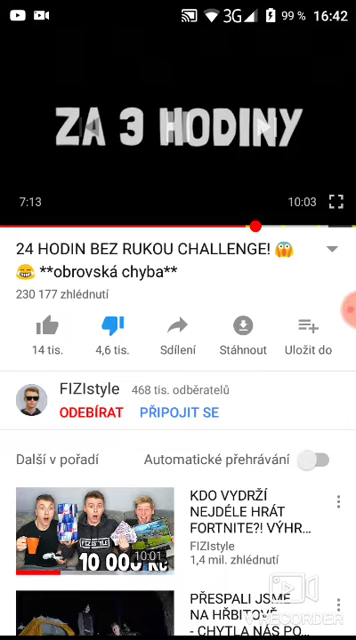 3G 99 % 16:42
ZA 3 HODINY
7:13 10:03
24 HODIN BEZ RUKOU CHALLENGE! 😱
😂 **obrovská chyba**
230 177 zhlédnutí
14 tis. 4,6 tis. Sdílení Stáhnout Uložit do
FIZIstyle 468 tis. odběratelů
ODEBÍRAT PŘIPOJIT SE
Další v pořadí Automatické přehrávání
KDO VYDRŽÍ
NEJDÉLE HRÁT
FORTNITE?! VÝHR...
FIZIstyle
1,4 mil. zhlédnutí
10:01
10 000 Kč
PŘESPALI JSME
NA HŘBITOVĚ
- CHYTLA NÁS PO...
VRECORDER